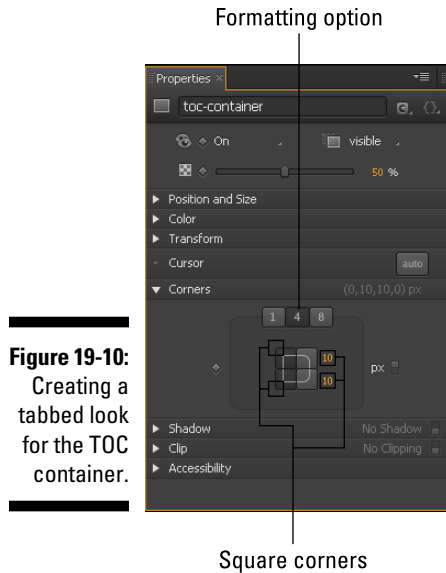 Formatting option
Properties ×
toc-container
C, {},
On
visible
50 %
Position and Size
Color
Transform
Cursor
auto
Corners
(0,10,10,0) px
1 4 8
10
px
10
Shadow
No Shadow
Clip
No Clipping
Accessibility
Figure 19-10:
Creating a
tabbed look
for the TOC
container.
Square corners